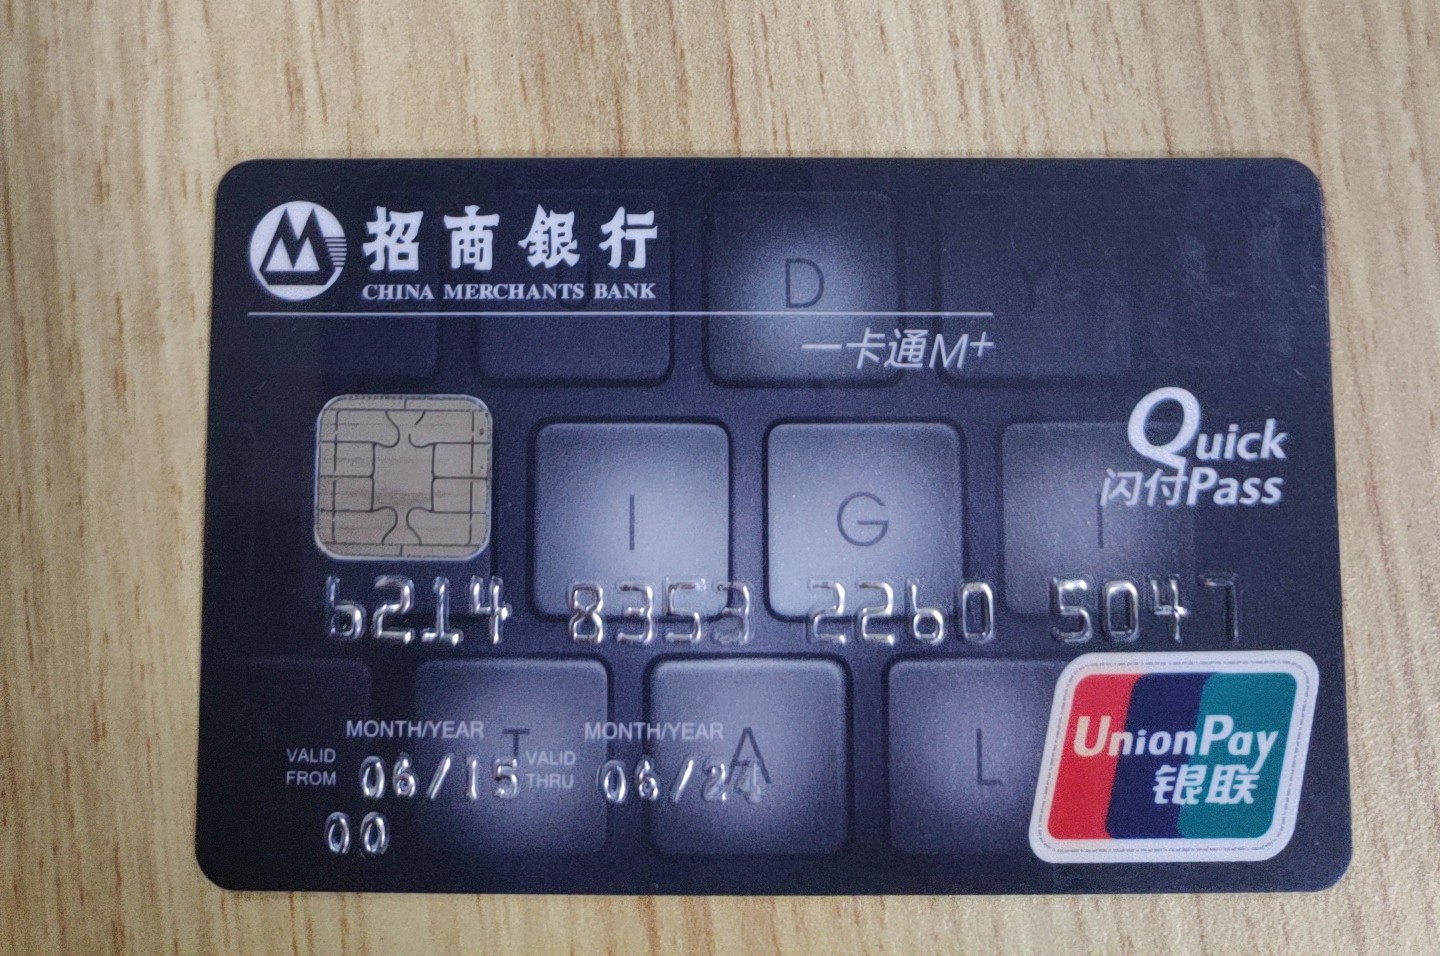 招商銀行
CHINA MERCHANTS BANK
D
一卡通M+
Quick
闪付Pass
I G I
6214 8353 2260 5047
MONTH/YEAR MONTH/YEAR
VALID FROM 06/15 VALID THRU 06/24
T A L
00
UnionPay
银联